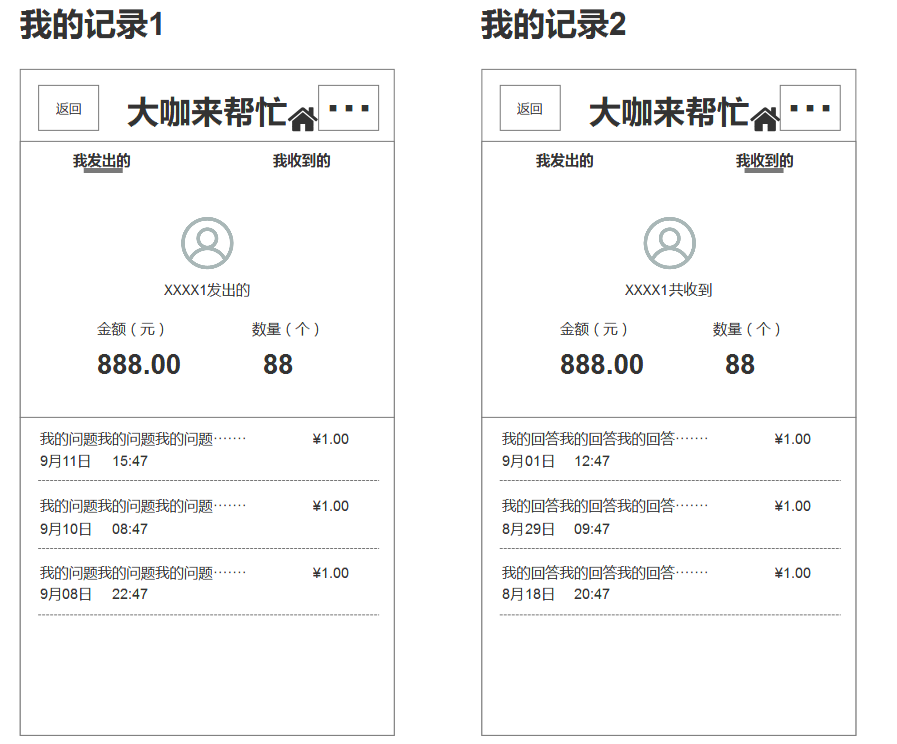 我的记录1
返回
大咖来帮忙
我发出的 我收到的
XXXX1发出的
金额（元） 数量（个）
888.00 88
我的问题我的问题我的问题……. ¥1.00
9月11日 15:47
我的问题我的问题我的问题……. ¥1.00
9月10日 08:47
我的问题我的问题我的问题……. ¥1.00
9月08日 22:47
我的记录2
返回
大咖来帮忙
我发出的 我收到的
XXXX1共收到
金额（元） 数量（个）
888.00 88
我的回答我的回答我的回答……. ¥1.00
9月01日 12:47
我的回答我的回答我的回答……. ¥1.00
8月29日 09:47
我的回答我的回答我的回答……. ¥1.00
8月18日 20:47